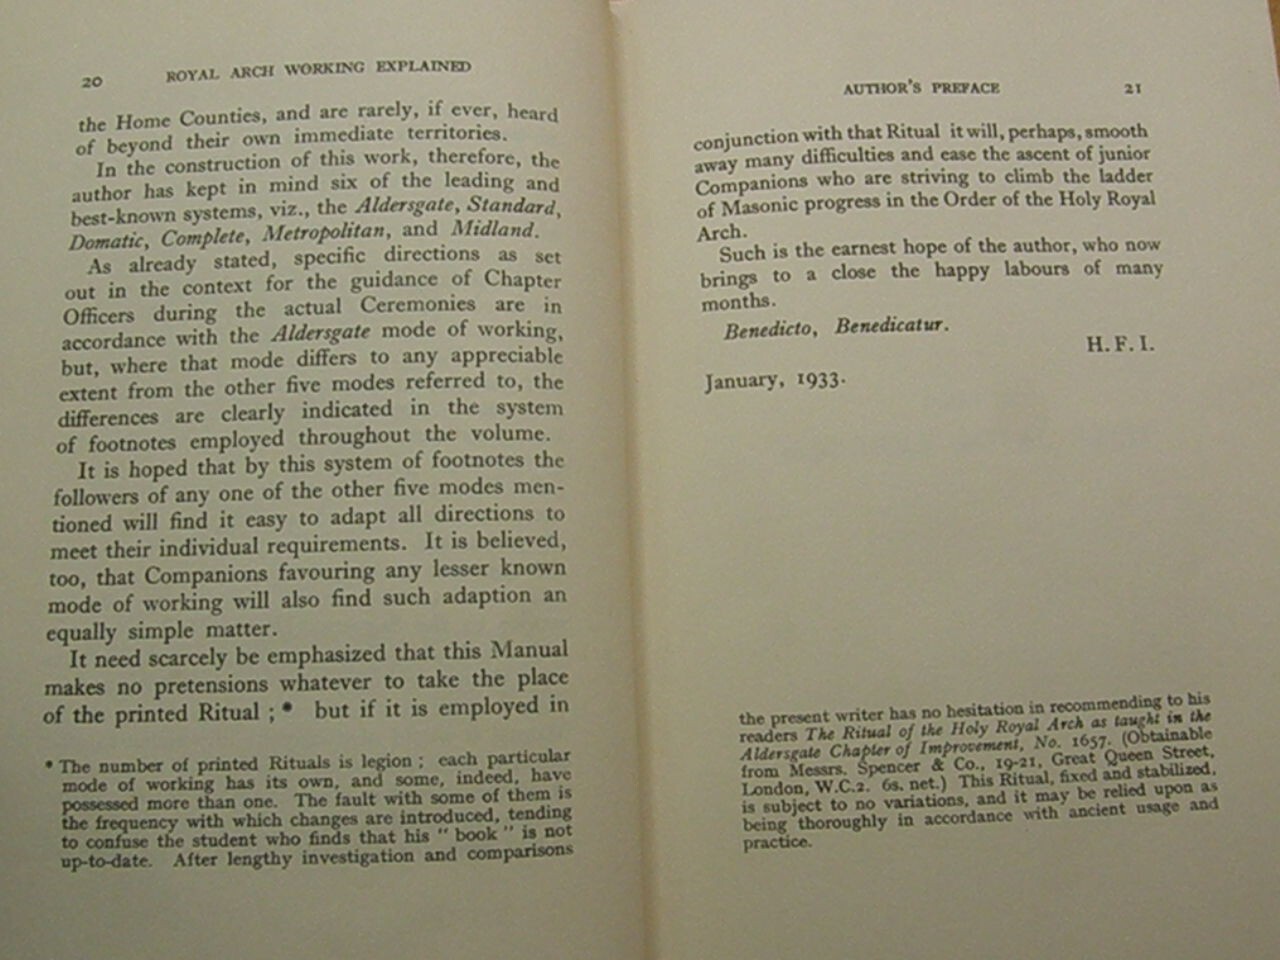 20 ROYAL ARCH WORKING EXPLAINED
the Home Counties, and are rarely, if ever, heard
of beyond their own immediate territories.
In the construction of this work, therefore, the
author has kept in mind six of the leading and
best-known systems, viz., the Aldersgate, Standard,
Domatic, Complete, Metropolitan, and Midland.
As already stated, specific directions as set
out in the context for the guidance of Chapter
Officers during the actual Ceremonies are in
accordance with the Aldersgate mode of working,
but, where that mode differs to any appreciable
extent from the other five modes referred to, the
differences are clearly indicated in the system
of footnotes employed throughout the volume.
It is hoped that by this system of footnotes the
followers of any one of the other five modes men-
tioned will find it easy to adapt all directions to
meet their individual requirements. It is believed,
too, that Companions favouring any lesser known
mode of working will also find such adaption an
equally simple matter.
It need scarcely be emphasized that this Manual
makes no pretensions whatever to take the place
of the printed Ritual ; * but if it is employed in
* The number of printed Rituals is legion ; each particular
mode of working has its own, and some, indeed, have
possessed more than one. The fault with some of them is
the frequency with which changes are introduced, tending
to confuse the student who finds that his “ book ” is not
up-to-date. After lengthy investigation and comparisons
AUTHOR'S PREFACE 21
conjunction with that Ritual it will, perhaps, smooth
away many difficulties and ease the ascent of junior
Companions who are striving to climb the ladder
of Masonic progress in the Order of the Holy Royal
Arch.
Such is the earnest hope of the author, who now
brings to a close the happy labours of many
months.
Benedicto, Benedicatur.
H. F. I.
January, 1933.
the present writer has no hesitation in recommending to his
readers The Ritual of the Holy Royal Arch as taught in the
Aldersgate Chapter of Improvement, No. 1657. (Obtainable
from Messrs. Spencer & Co., 19-21, Great Queen Street,
London, W.C.2. 6s. net.) This Ritual, fixed and stabilized,
is subject to no variations, and it may be relied upon as
being thoroughly in accordance with ancient usage and
practice.